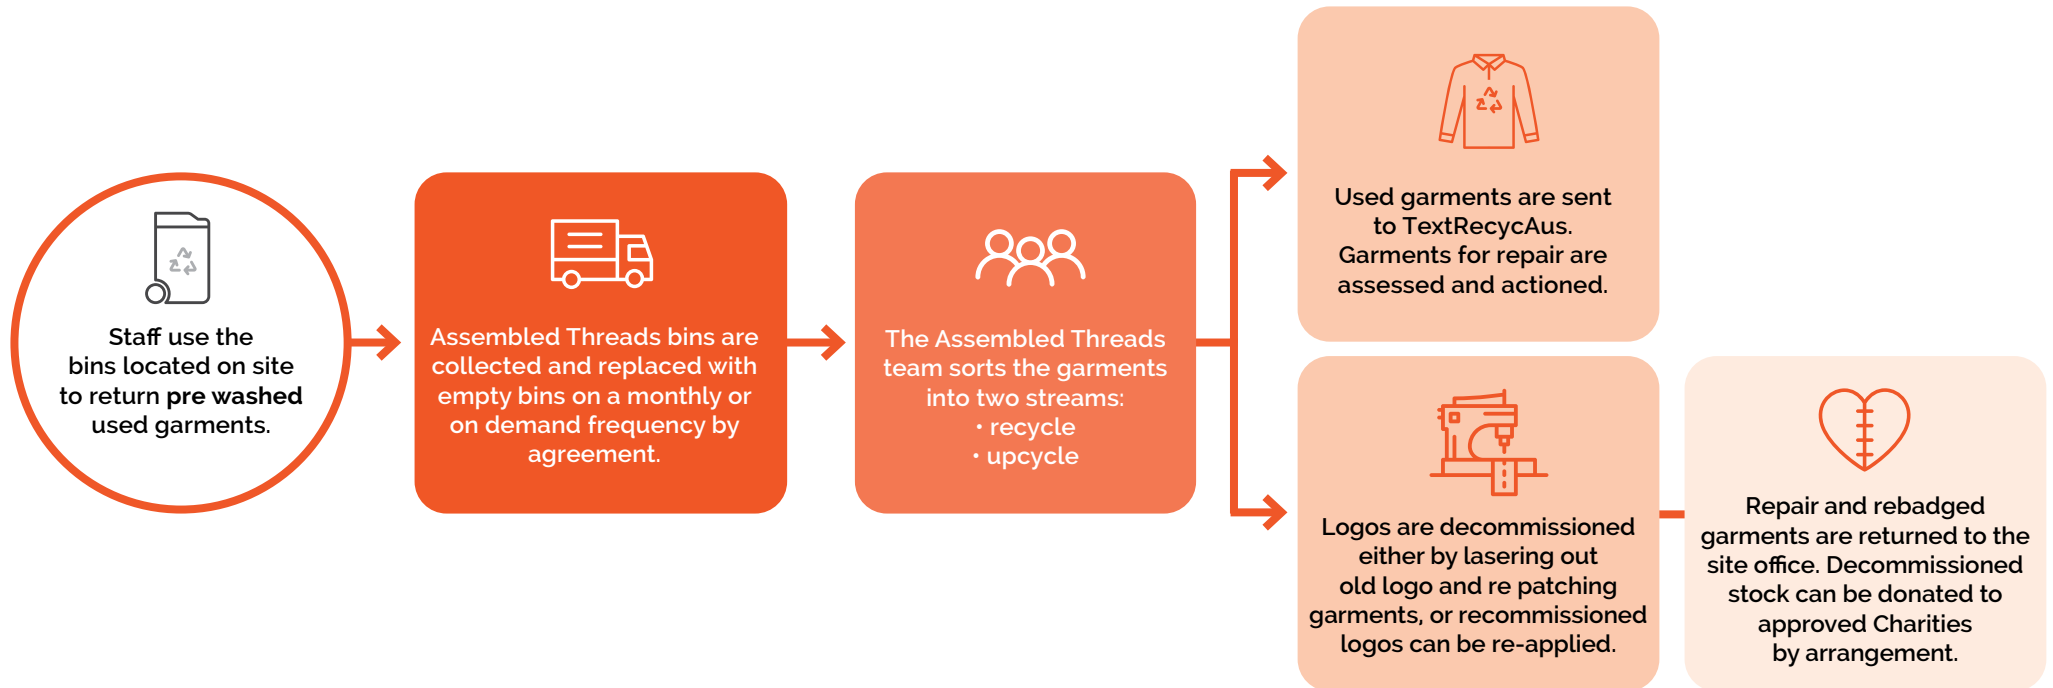 Staff use the
bins located on site
to return pre washed
used garments.
Assembled Threads bins are
collected and replaced with
empty bins on a monthly or
on demand frequency by
agreement.
The Assembled Threads
team sorts the garments
into two streams:
• recycle
• upcycle
Used garments are sent
to TextRecycAus.
Garments for repair are
assessed and actioned.
Logos are decommissioned
either by lasering out
old logo and re patching
garments, or recommissioned
logos can be re-applied.
Repair and rebadged
garments are returned to the
site office. Decommissioned
stock can be donated to
approved Charities
by arrangement.